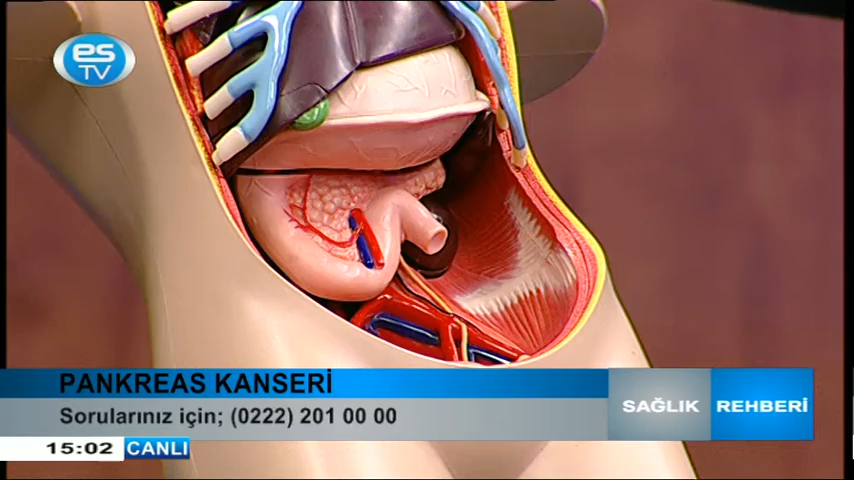 es
TV
PANKREAS KANSERİ
Sorularınız için; (0222) 201 00 00
SAĞLIK REHBERİ
15:02 CANLI